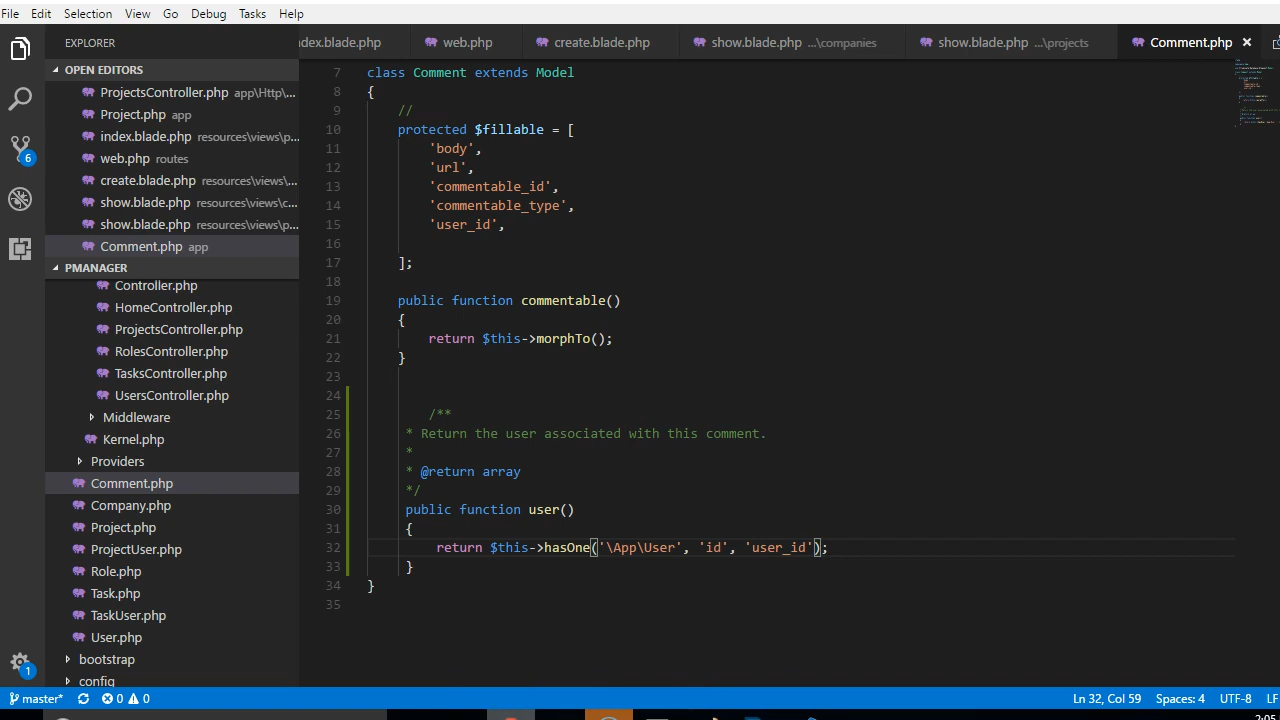 File Edit Selection View Go Debug Tasks Help
EXPLORER
OPEN EDITORS
ProjectsController.php app\Http\...
Project.php app
index.blade.php resources\views\p...
web.php routes
create.blade.php resources\views\...
show.blade.php resources\views\c...
show.blade.php resources\views\p...
Comment.php app
PMANAGER
Controller.php
HomeController.php
ProjectsController.php
RolesController.php
TasksController.php
UsersController.php
Middleware
Kernel.php
Providers
Comment.php
Company.php
Project.php
ProjectUser.php
Role.php
Task.php
TaskUser.php
User.php
bootstrap
config
6
1
ndex.blade.php web.php create.blade.php show.blade.php ...\companies show.blade.php ...\projects Comment.php
7 class Comment extends Model
8 {
9 //
10 protected $fillable = [
11 'body',
12 'url',
13 'commentable_id',
14 'commentable_type',
15 'user_id',
16
17 ];
18
19 public function commentable()
20 {
21 return $this->morphTo();
22 }
23
24
25 /**
26 * Return the user associated with this comment.
27 *
28 * @return array
29 */
30 public function user()
31 {
32 return $this->hasOne('\App\User', 'id', 'user_id');
33 }
34 }
35
master* 0 0 Ln 32, Col 59 Spaces: 4 UTF-8 LF